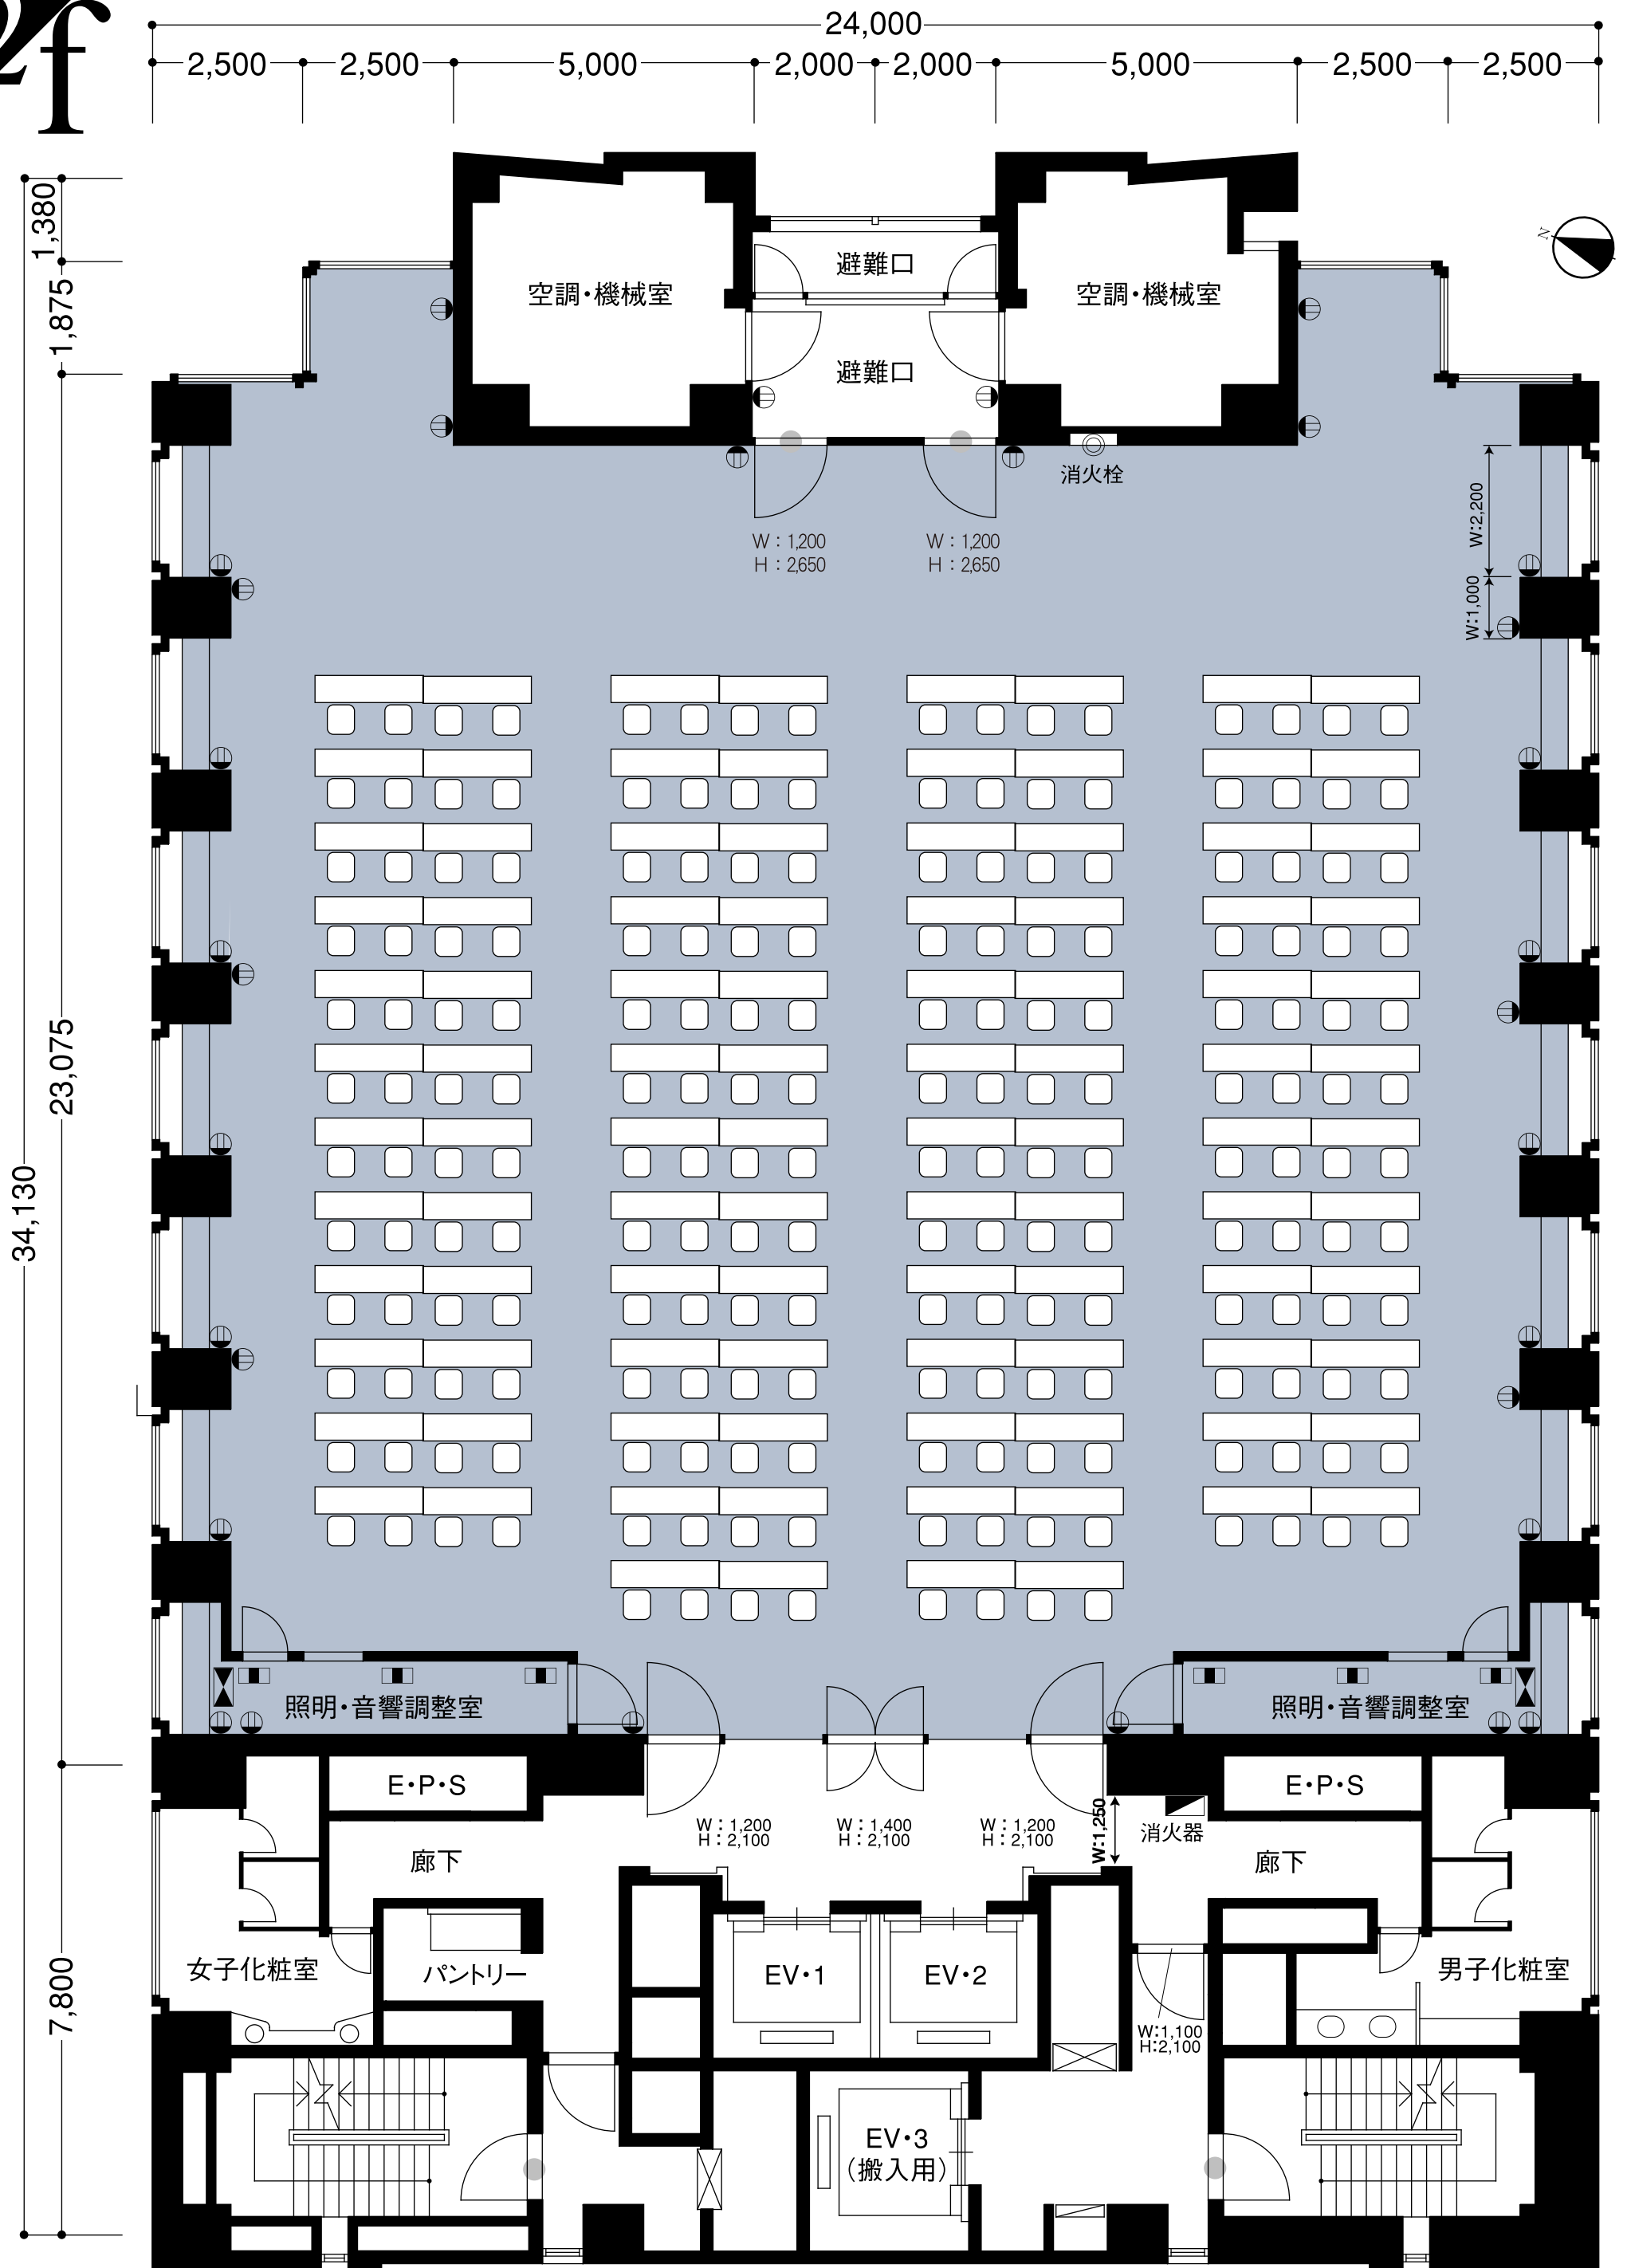 2f
24,000
2,500
2,500
5,000
2,000
2,000
5,000
2,500
2,500
1,380
1,875
23,075
34,130
7,800
N
避難口
空調・機械室
空調・機械室
避難口
消火栓
W：1,200
H：2,650
W：1,200
H：2,650
W:2,200
W:1,000
照明・音響調整室
照明・音響調整室
E・P・S
E・P・S
W：1,200
H：2,100
W：1,400
H：2,100
W：1,200
H：2,100
W:1,250
消火器
廊下
廊下
女子化粧室
パントリー
EV・1
EV・2
男子化粧室
W:1,100
H:2,100
EV・3
（搬入用）